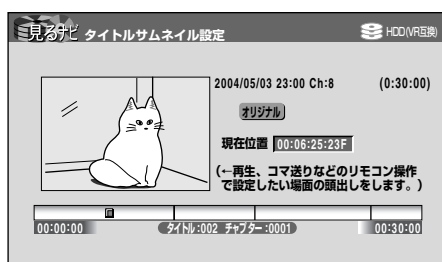 見るナビ タイトルサムネイル設定 HDD(VR互換)
2004/05/03 23:00 Ch:8 (0:30:00)
オリジナル
現在位置 00:06:25:23F
(←再生、コマ送りなどのリモコン操作
で設定したい場面の頭出しをします。)
00:00:00 タイトル:002 チャプター:0001 00:30:00